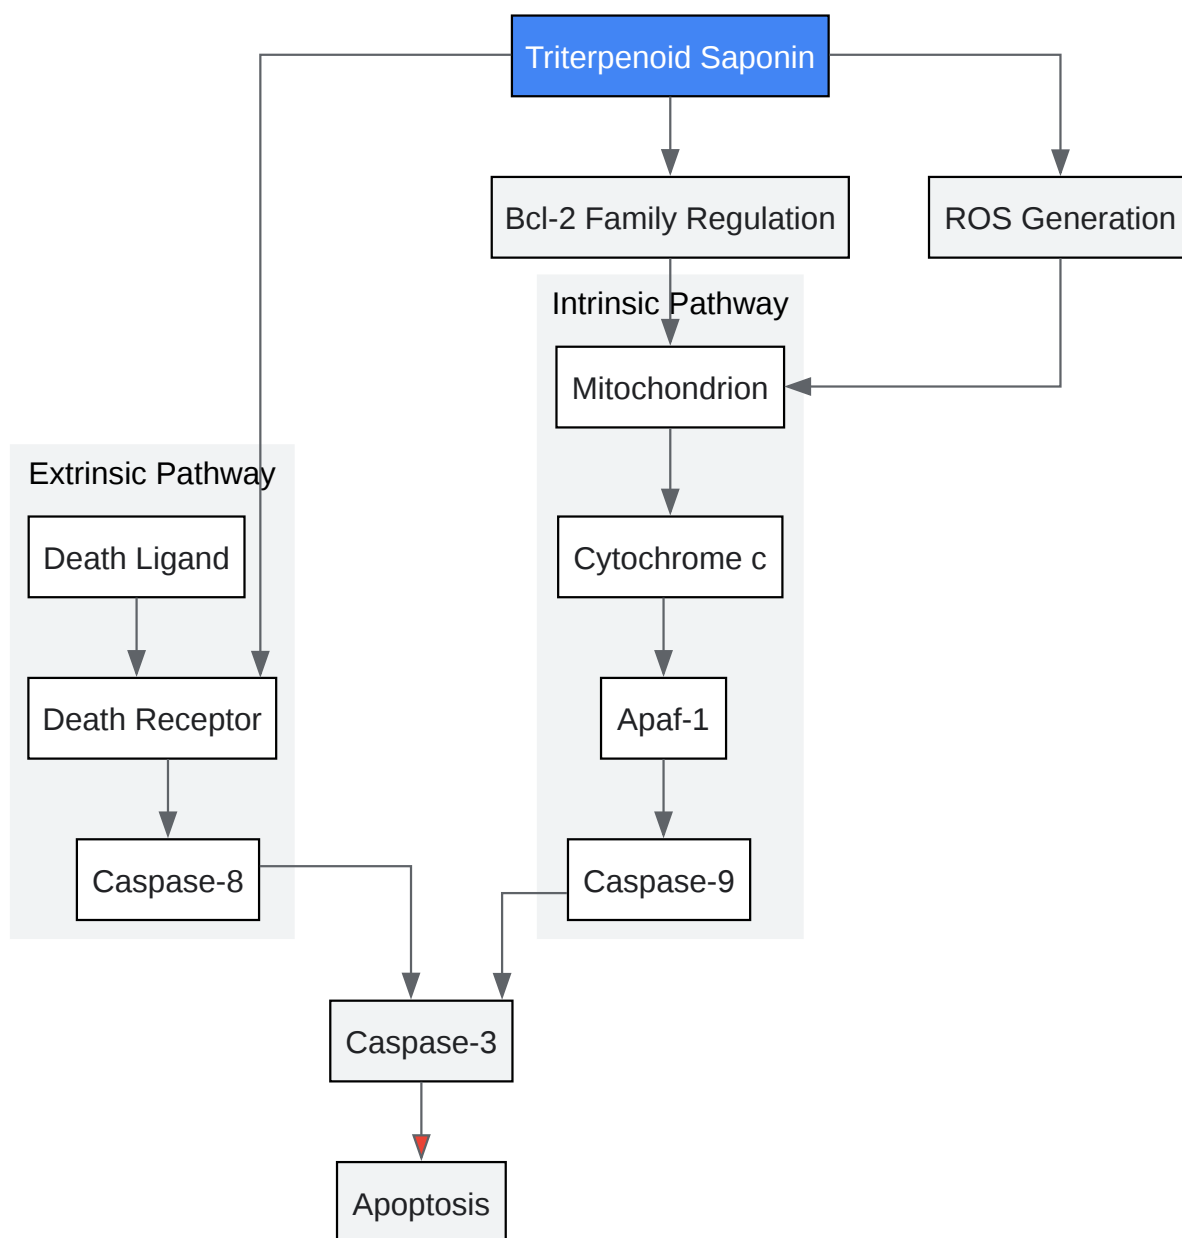 Triterpenoid Saponin
Bcl-2 Family Regulation
ROS Generation
Intrinsic Pathway
Mitochondrion
Extrinsic Pathway
Death Ligand
Cytochrome c
Death Receptor
Apaf-1
Caspase-8
Caspase-9
Caspase-3
Apoptosis